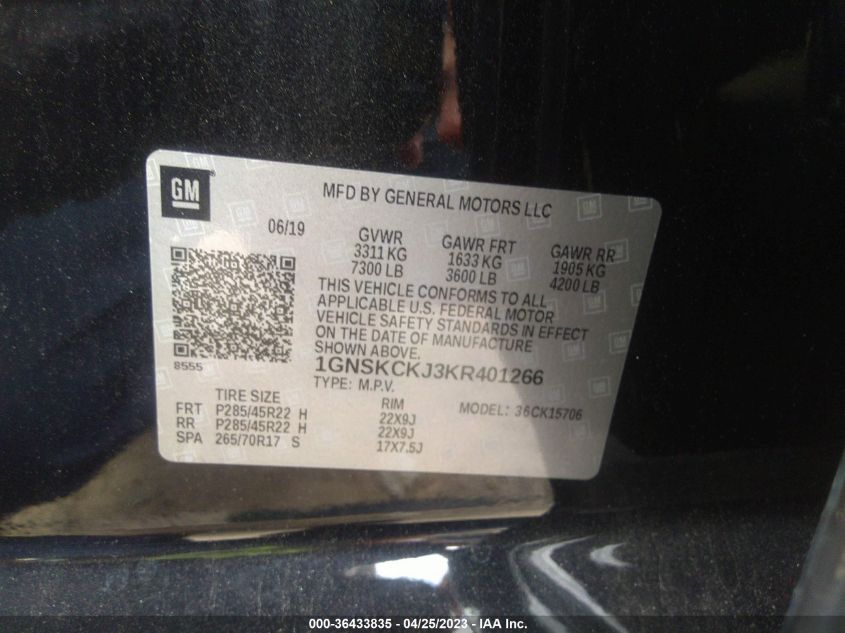 GM
MFD BY GENERAL MOTORS LLC
06/19
GVWR
3311 KG
7300 LB
GAWR FRT
1633 KG
3600 LB
GAWR RR
1905 KG
4200 LB
THIS VEHICLE CONFORMS TO ALL
APPLICABLE U.S. FEDERAL MOTOR
VEHICLE SAFETY STANDARDS IN EFFECT
ON THE DATE OF MANUFACTURE
SHOWN ABOVE.
8555
1GNSKCKJ3KR401266
TYPE: M.P.V.
TIRE SIZE
RIM
MODEL: 36CK15706
FRT P285/45R22 H 22X9J
RR P285/45R22 H 22X9J
SPA 265/70R17 S 17X7.5J
000-36433835 - 04/25/2023 - IAA Inc.